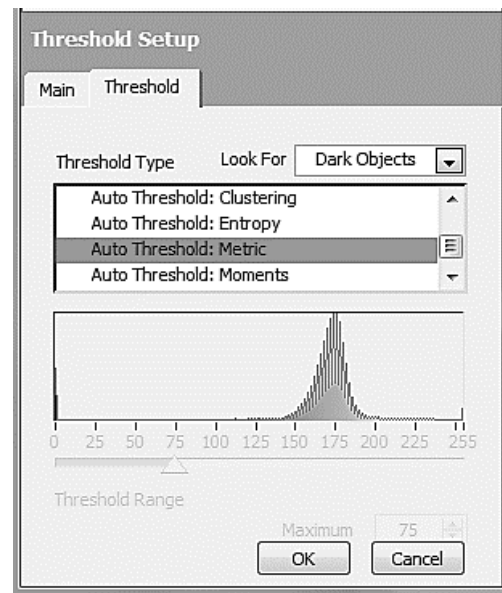 Threshold Setup
Main Threshold
Threshold Type Look For Dark Objects
Auto Threshold: Clustering
Auto Threshold: Entropy
Auto Threshold: Metric
Auto Threshold: Moments
0 25 50 75 100 125 150 175 200 225 255
Threshold Range
Maximum 75
OK Cancel